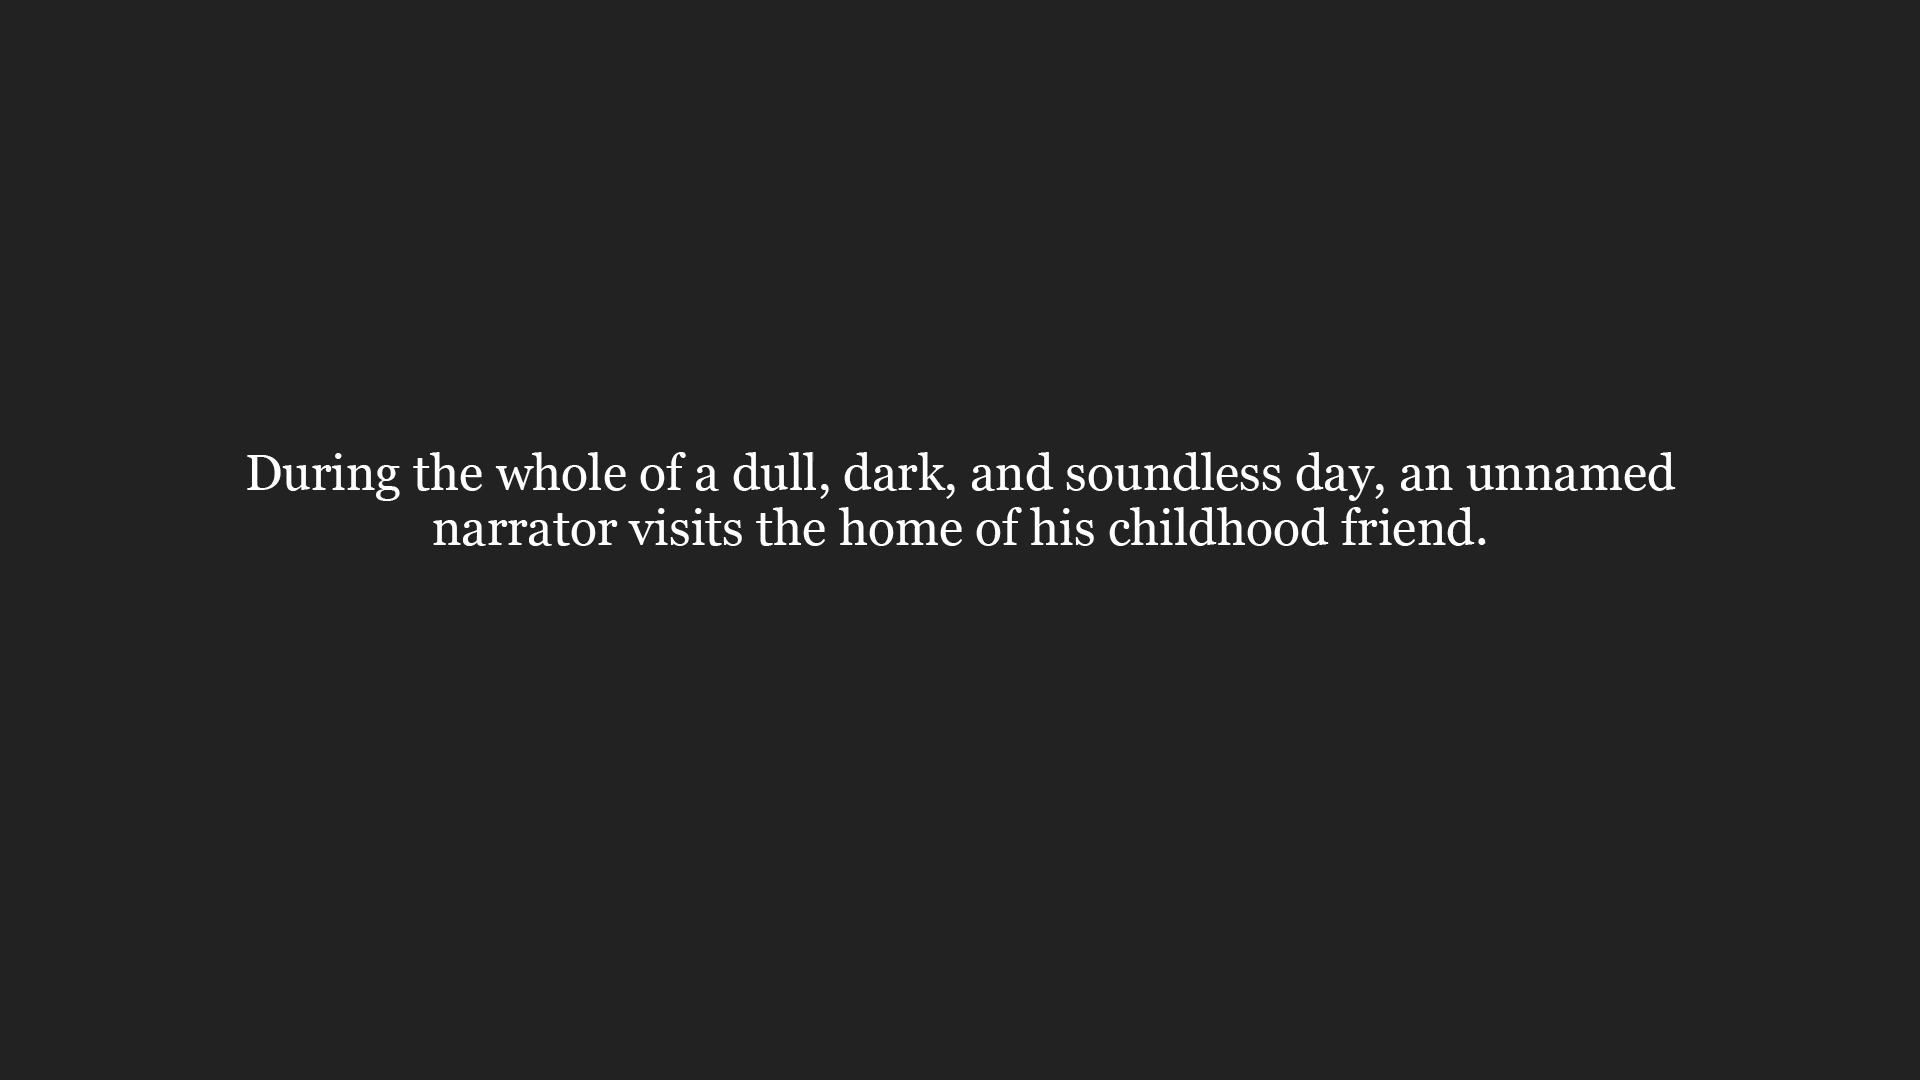 During the whole of a dull, dark, and soundless day, an unnamed
narrator visits the home of his childhood friend.